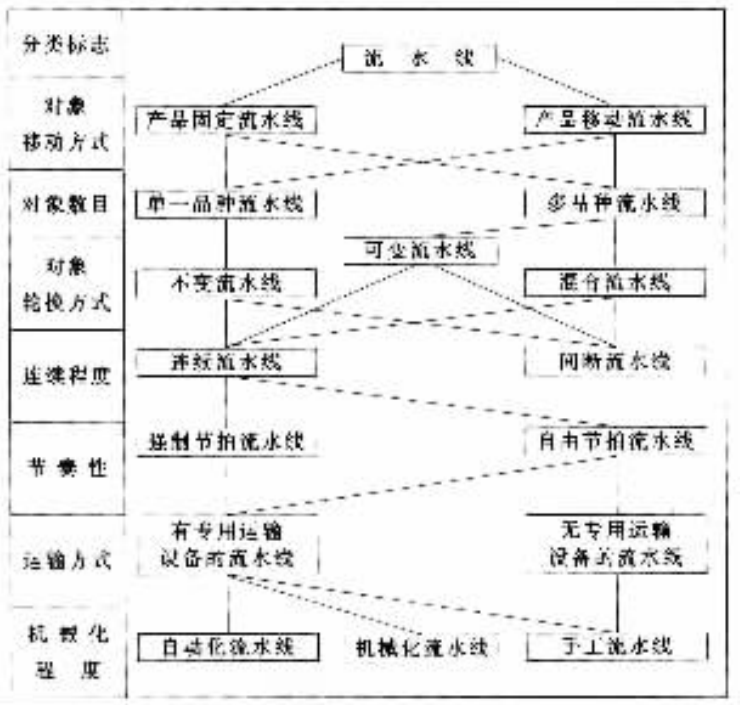 分类标志
流水线
对象
移动方式
产品固定流水线
产品移动流水线
对象数目
单一品种流水线
多品种流水线
对象
轮换方式
可变流水线
不变流水线
混合流水线
连续程度
连续流水线
间断流水线
节奏性
强制节拍流水线
自由节拍流水线
运输方式
有专用运输
设备的流水线
无专用运输
设备的流水线
机械化
程度
自动化流水线
机械化流水线
手工流水线